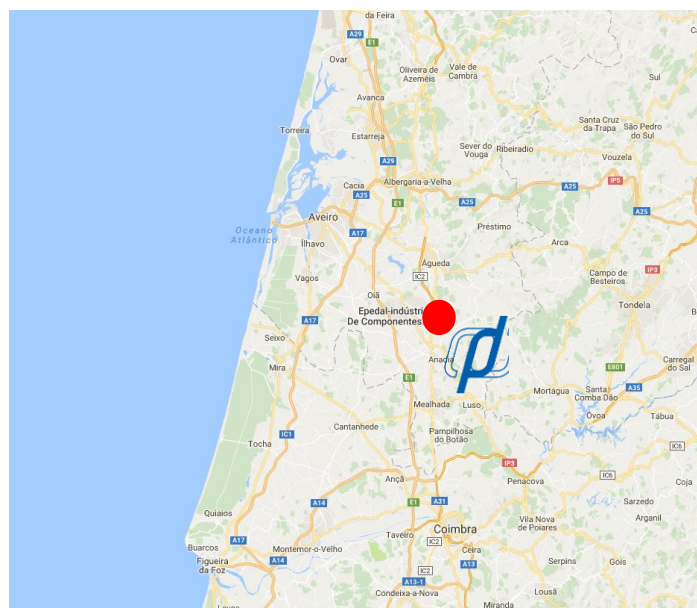 da Feira
A29
E1
Ovar
Oliveira de
Azeméis
Vale de
Cambra
Sul
Avanca
Torreira
Estarreja
Santa Cruz
da Trapa
São Pedro
do Sul
Sever do
Vouga
Ribeiradio
Vouzela
A29
Cacia
Albergaria-a-Velha
A25
E1
A25
A25
IP5
A25
Aveiro
Oceano
Atlântico
A17
Préstimo
Ílhavo
Arca
Águeda
IC2
IP3
Vagos
Campo de
Besteiros
Oiã
Tondela
Epedal-indústri
De Componentes
A17
Seixo
Anadia
Mira
E1
E801
Carregal
do Sal
Mealhada
Luso
Mortágua
Santa
Comba Dão
A35
Óvoa
Tábua
Cantanhede
IC1
Tocha
Pampilhosa
do Botão
IC6
IP3
Ançã
Penacova
IC6
Coja
E1
A31
A14
Sarzedo
Quiaios
Arganil
Coimbra
Vila Nova
de Poiares
Taveiro
IC2
A17
Buarcos
Montemor-o-Velho
Ceira
Figueira
da Foz
A14
IC2
A13
Serpins
Góis
A13-1
Condeixa-a-Nova
Lousã
Miranda